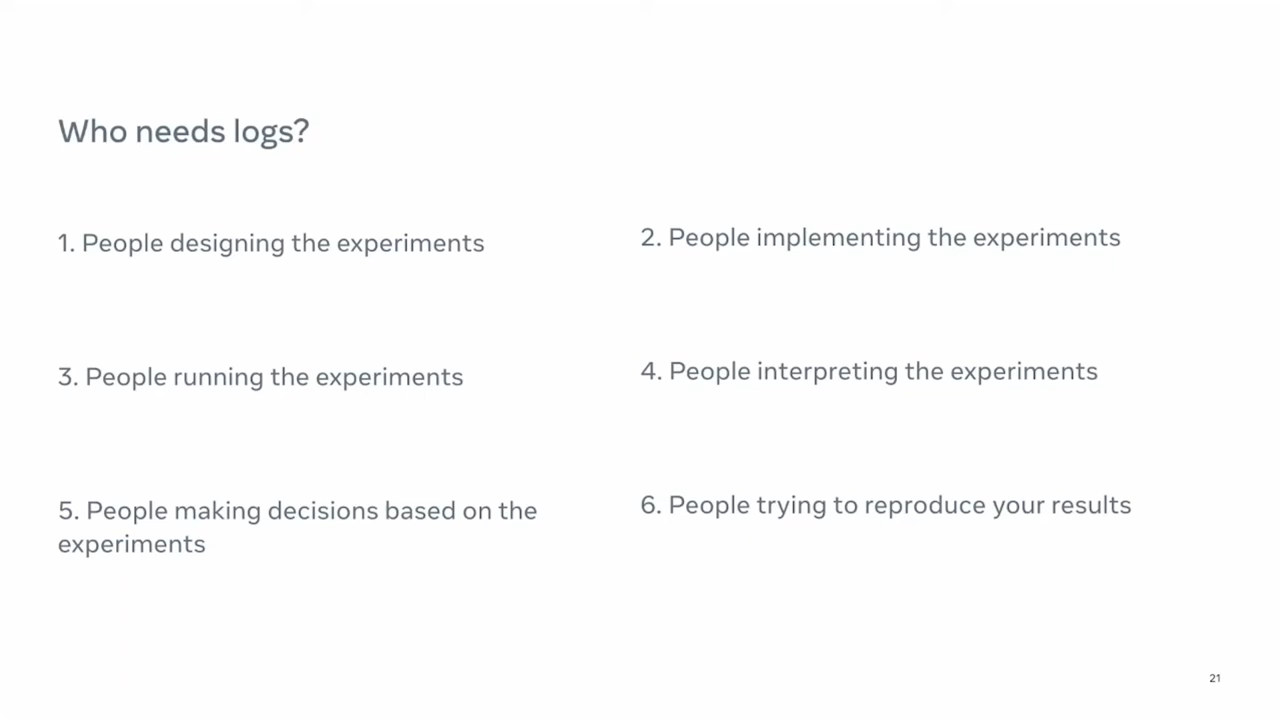 Who needs logs?
1. People designing the experiments
2. People implementing the experiments
3. People running the experiments
4. People interpreting the experiments
5. People making decisions based on the
experiments
6. People trying to reproduce your results
21